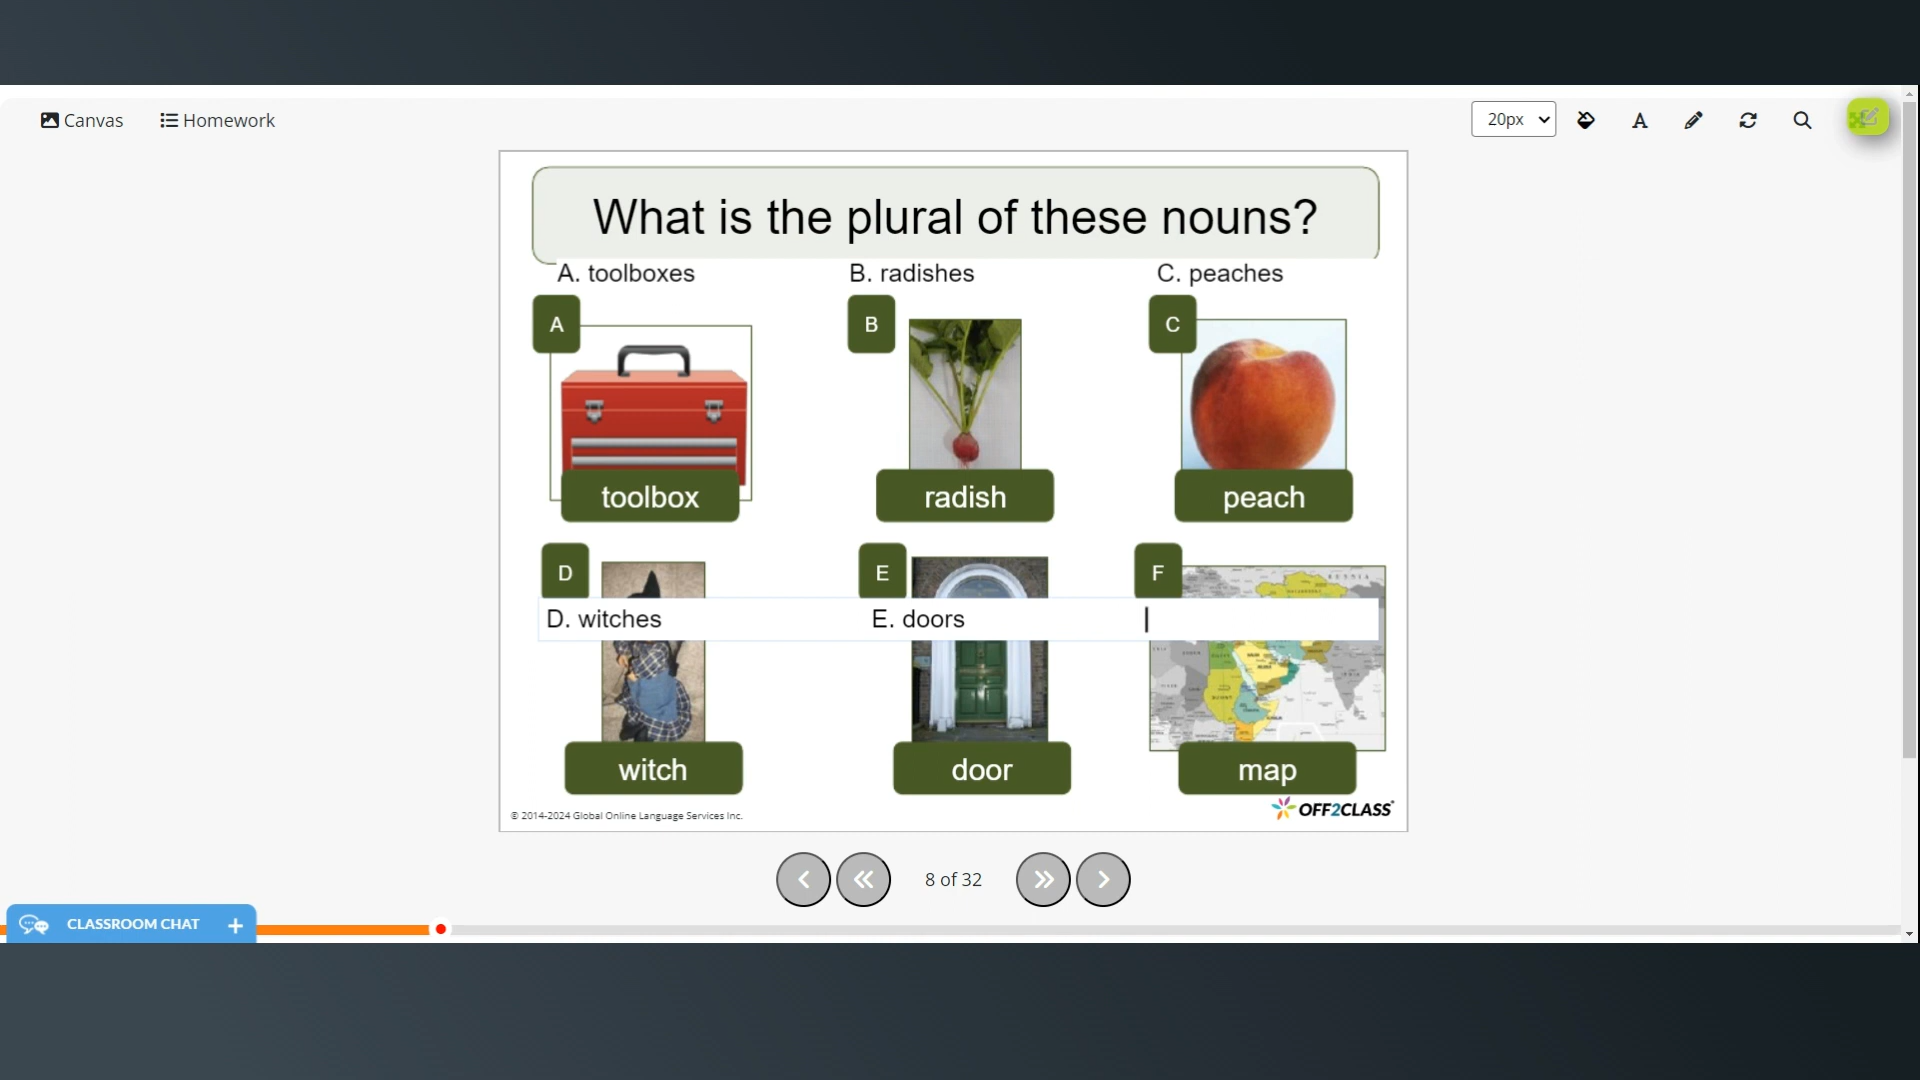 Canvas
Homework
20px
What is the plural of these nouns?
A. toolboxes B. radishes C. peaches
A
B
C
toolbox
radish
peach
D
E
F
D. witches E. doors
witch
door
map
© 2014-2024 Global Online Language Services Inc.
OFF2CLASS
8 of 32
CLASSROOM CHAT +